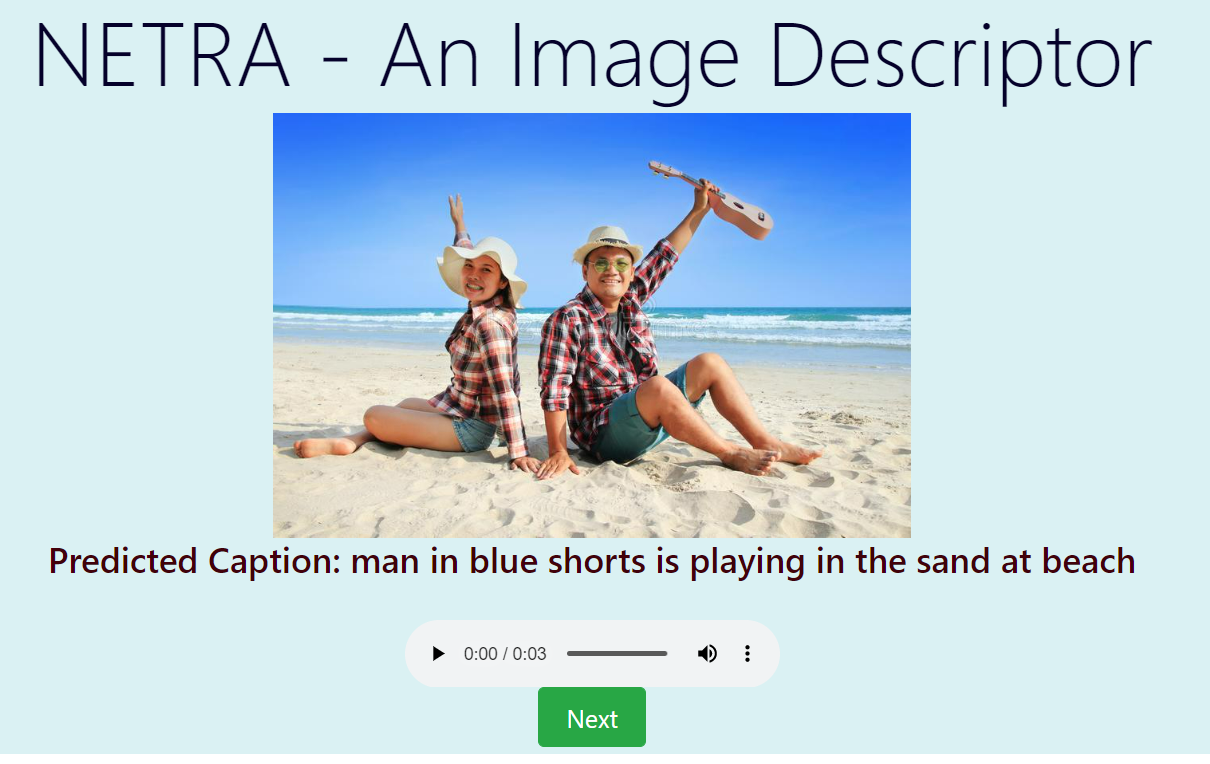 NETRA - An Image Descriptor
Predicted Caption: man in blue shorts is playing in the sand at beach
0:00 / 0:03
Next